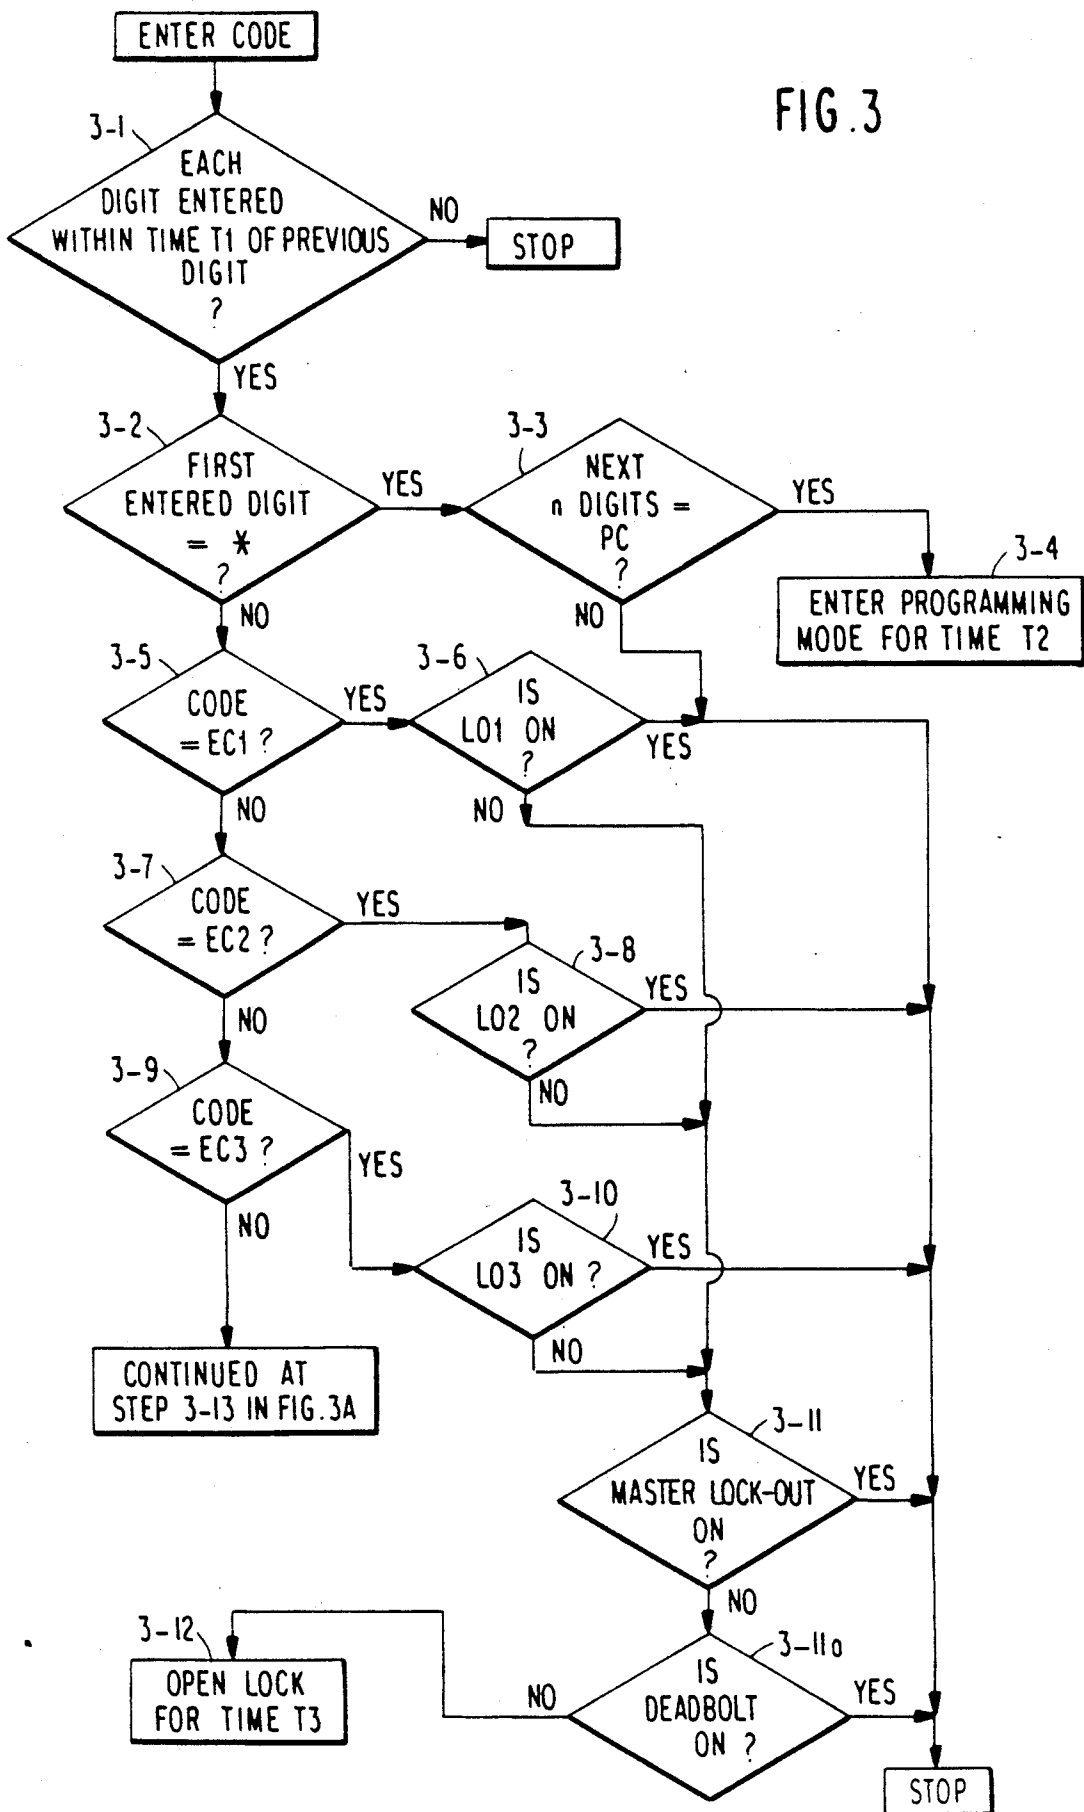 ENTER CODE
FIG.3
3-1
EACH
DIGIT ENTERED
WITHIN TIME T1 OF PREVIOUS
DIGIT
?
NO
STOP
YES
3-2
FIRST
ENTERED DIGIT
= *
?
YES
3-3
NEXT
n DIGITS =
PC
?
YES
3-4
ENTER PROGRAMMING
MODE FOR TIME T2
NO
NO
3-5
CODE
= EC1 ?
YES
3-6
IS
LO1 ON
?
YES
NO
NO
3-7
CODE
= EC2 ?
YES
3-8
IS
LO2 ON
?
YES
NO
NO
3-9
CODE
= EC3 ?
YES
3-10
IS
LO3 ON ?
YES
NO
NO
CONTINUED AT
STEP 3-13 IN FIG.3A
3-11
IS
MASTER LOCK-OUT
ON
?
YES
NO
3-11a
IS
DEADBOLT
ON ?
YES
NO
3-12
OPEN LOCK
FOR TIME T3
STOP